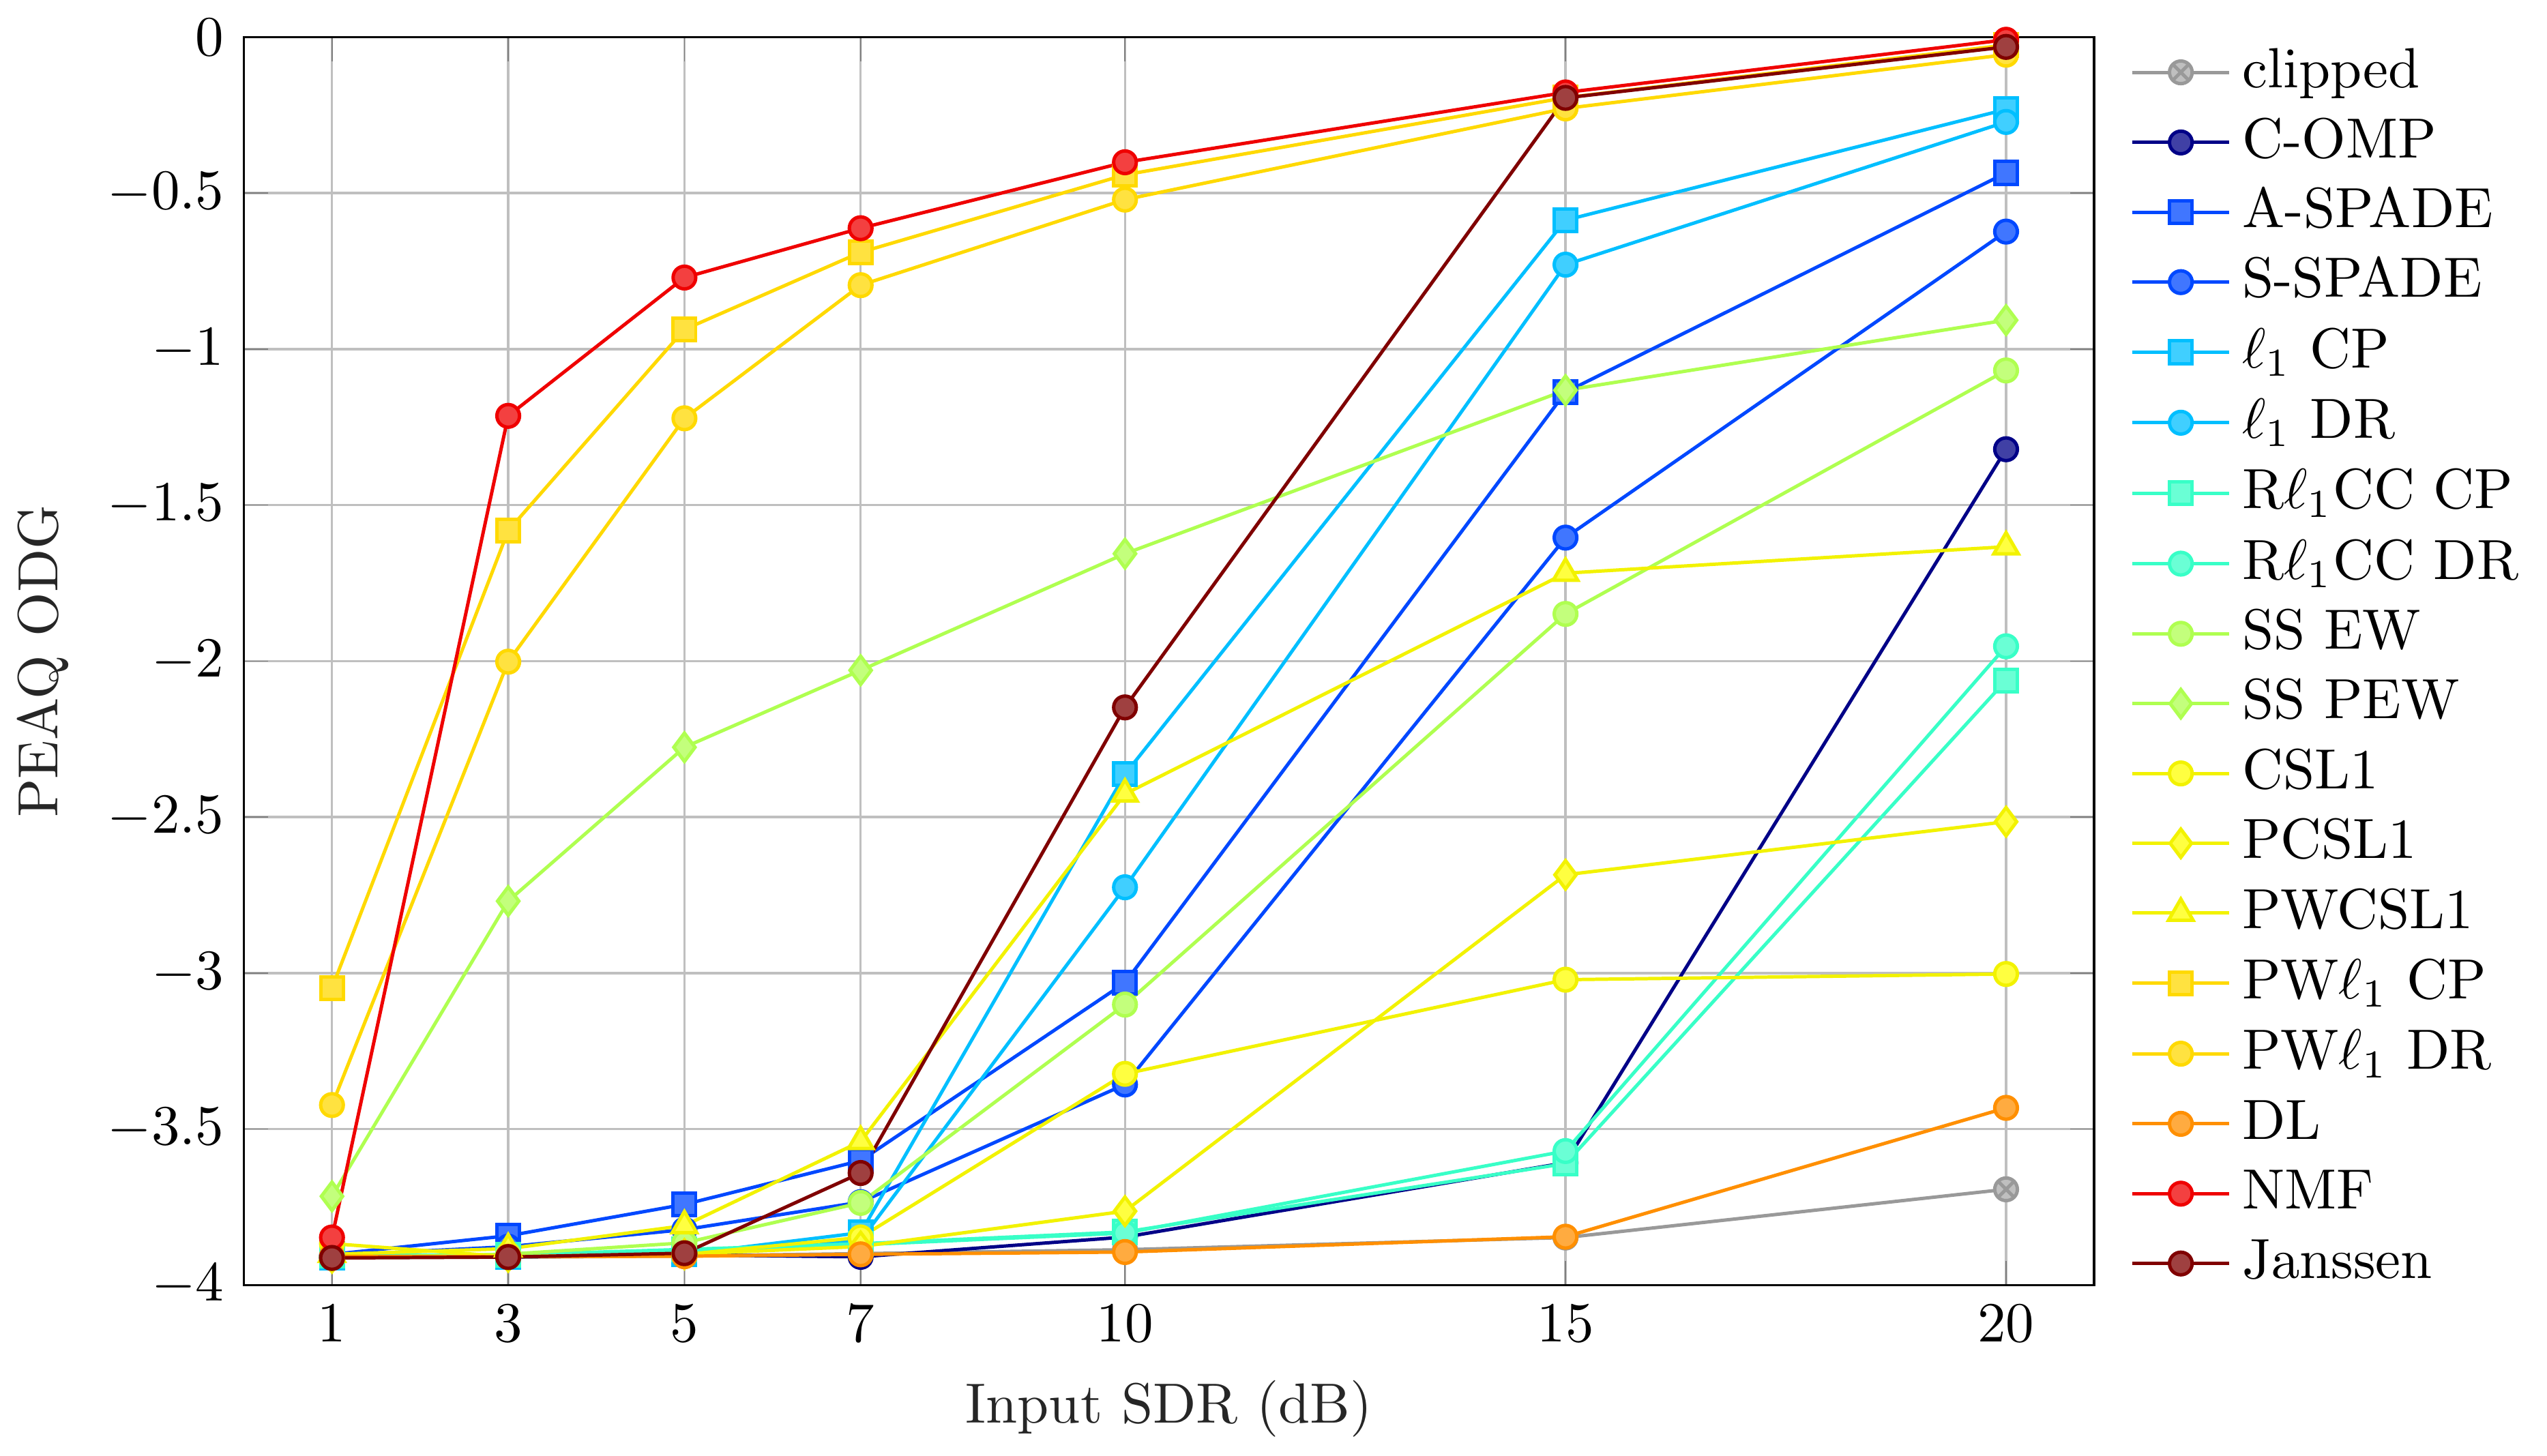 0
−0.5
−1
−1.5
−2
−2.5
−3
−3.5
−4
PEAQ ODG
1 3 5 7 10 15 20
Input SDR (dB)
clipped
C-OMP
A-SPADE
S-SPADE
ℓ₁ CP
ℓ₁ DR
Rℓ₁CC CP
Rℓ₁CC DR
SS EW
SS PEW
CSL1
PCSL1
PWCSL1
PWℓ₁ CP
PWℓ₁ DR
DL
NMF
Janssen